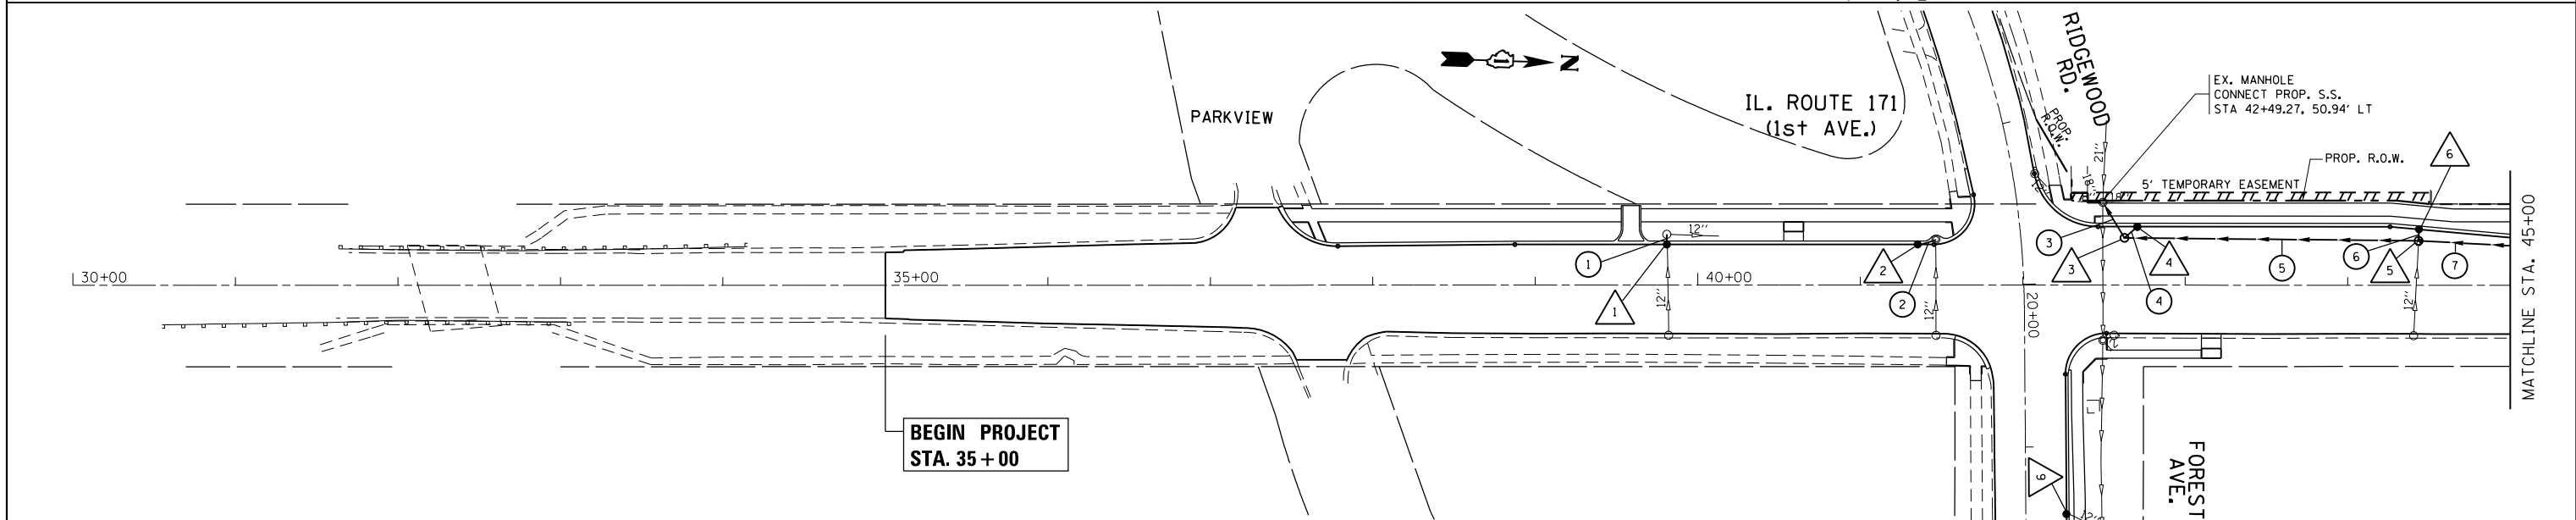 RIDGEWOOD
RD.
N
PARKVIEW
IL. ROUTE 171
(1st AVE.)
PROP.
R.O.W.
21"
18"
12"
EX. MANHOLE
CONNECT PROP. S.S.
STA 42+49.27, 50.94' LT
PROP. R.O.W.
5' TEMPORARY EASEMENT
6
12"
1
2
3
3
4
5
6
5
7
4
1
2
12"
12"
12"
30+00
35+00
40+00
20+00
MATCHLINE STA. 45+00
BEGIN PROJECT
STA. 35+00
FOREST
AVE.
9
12"